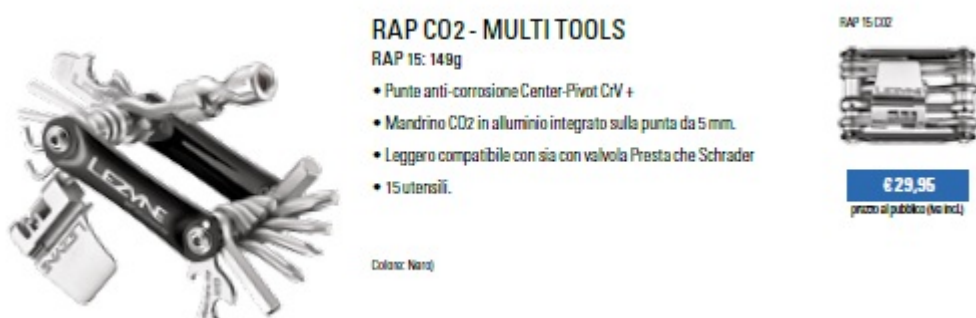 RAP CO2 - MULTI TOOLS
RAP 15: 149g
• Punte anti-corrosione Center-Pivot CrV +
• Mandrino CO2 in alluminio integrato sulla punta da 5 mm.
• Leggero compatibile con sia con valvola Presta che Schrader
• 15 utensili.
Colore: Nero)
LEZYNE
LEZYNE
RAP 15 CO2
LEZYNE
€ 29,95
prezzo al pubblico (iva incl.)